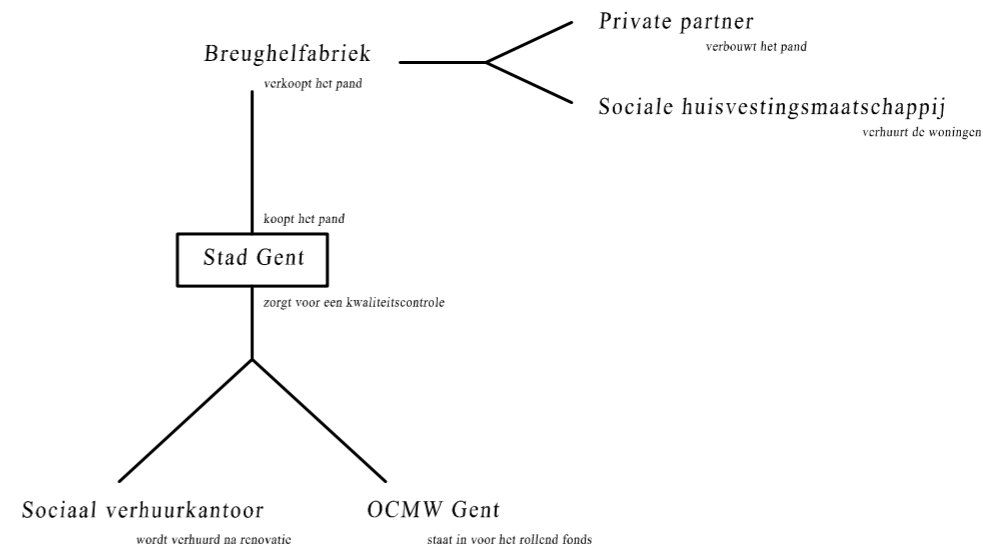 Private partner
verbouwt het pand
Breughelfabriek
verkoopt het pand
Sociale huisvestingsmaatschappij
verhuurt de woningen
koopt het pand
Stad Gent
zorgt voor een kwaliteitscontrole
Sociaal verhuurkantoor
wordt verhuurd na renovatie
OCMW Gent
staat in voor het rollend fonds